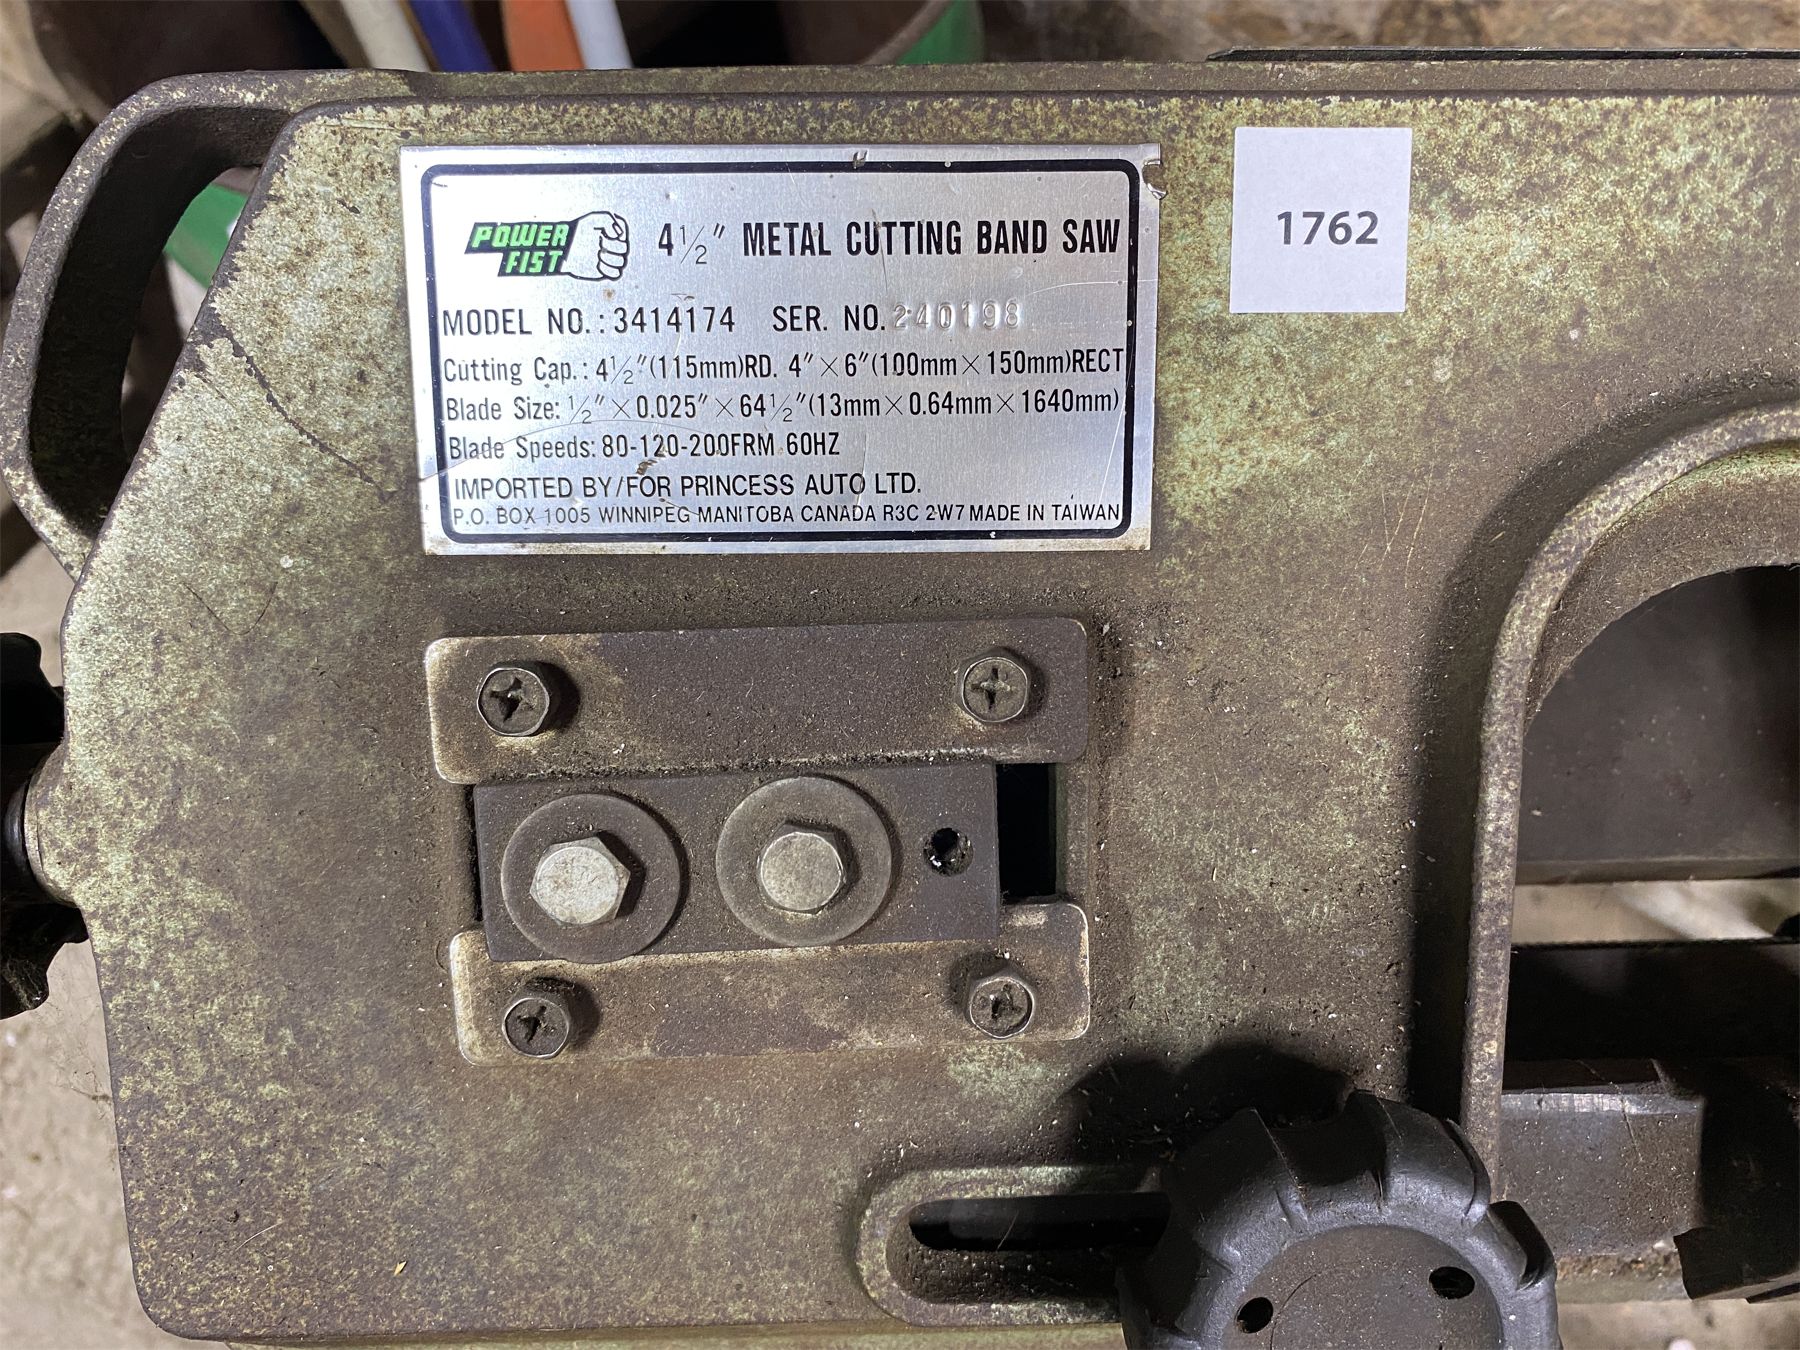 POWER FIST 4½" METAL CUTTING BAND SAW
MODEL NO.: 3414174 SER. NO. 240198
Cutting Cap.: 4½"(115mm)RD. 4"×6"(100mm×150mm)RECT
Blade Size: ½"×0.025"×64½"(13mm×0.64mm×1640mm)
Blade Speeds: 80-120-200FRM 60HZ
IMPORTED BY/FOR PRINCESS AUTO LTD.
P.O. BOX 1005 WINNIPEG MANITOBA CANADA R3C 2W7 MADE IN TAIWAN
1762